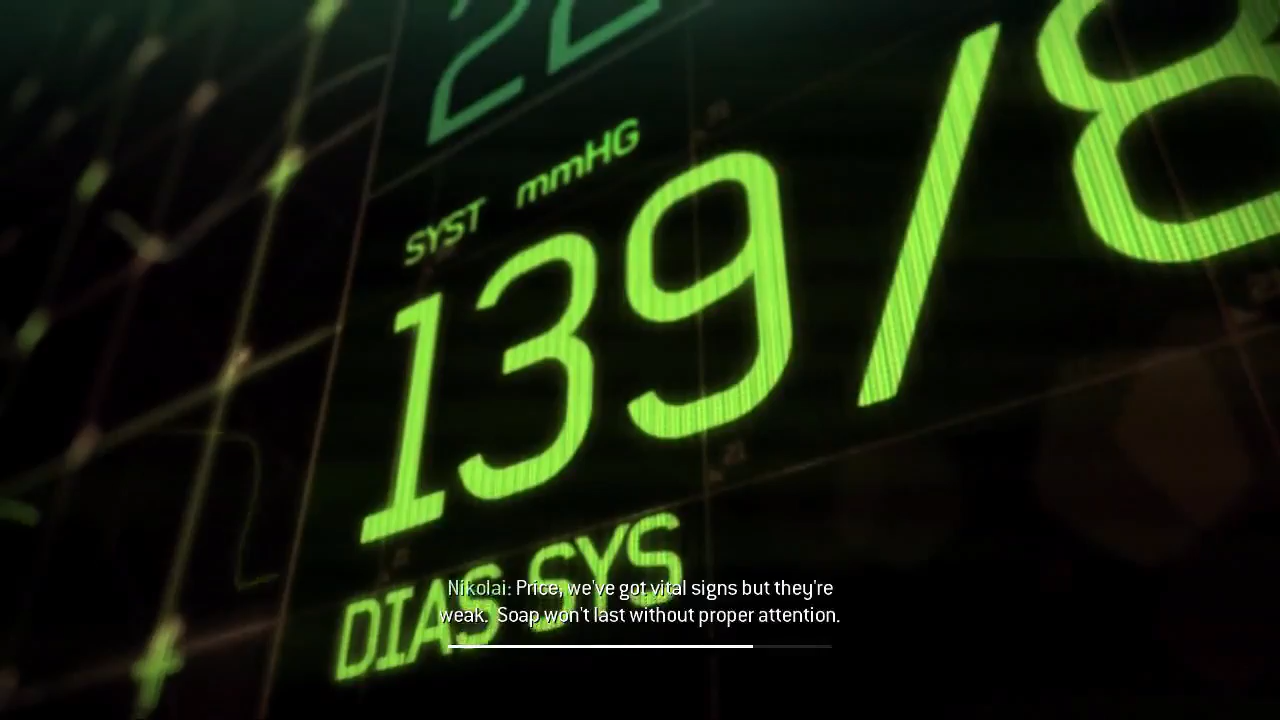 22
SYST mmHG
139/8
DIAS SYS
Nikolai: Price, we've got vital signs but they're
weak. Soap won't last without proper attention.